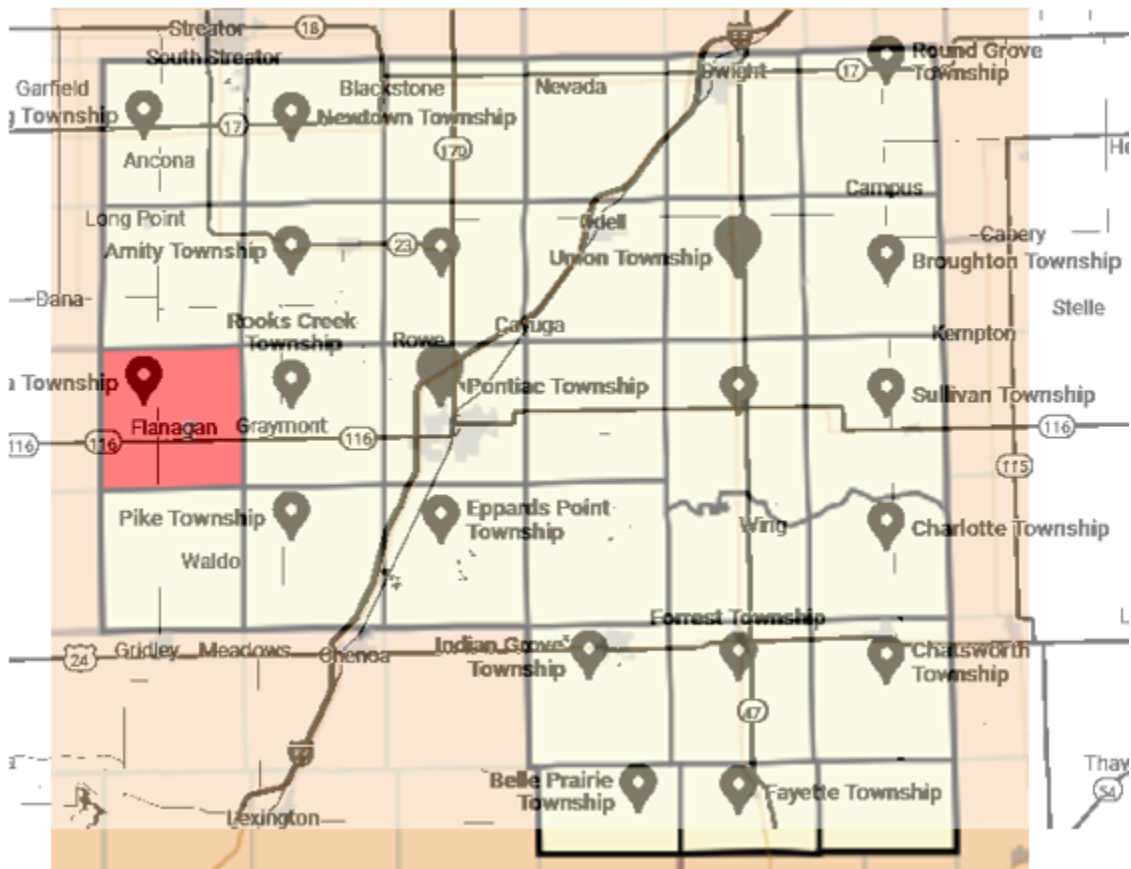 Streator
18
South Streator
Round Grove
Township
Dwight
17
Garfield
Blackstone
Nevada
Township
17
Newtown Township
170
Ancona
Campus
Long Point
Odell
Cabery
Amity Township
23
Union Township
Broughton Township
Dana
Stelle
Rooks Creek
Township
Rowe
Cayuga
Kempton
a Township
Pontiac Township
Sullivan Township
Flanagan
Graymont
116
116
116
116
115
Pike Township
Eppards Point
Township
Wing
Charlotte Township
Waldo
Forrest Township
24
Gridley
Meadows
Chenoa
Indian Grove
Township
Chatsworth
Township
47
Belle Prairie
Township
Fayette Township
Thaw
54
Lexington